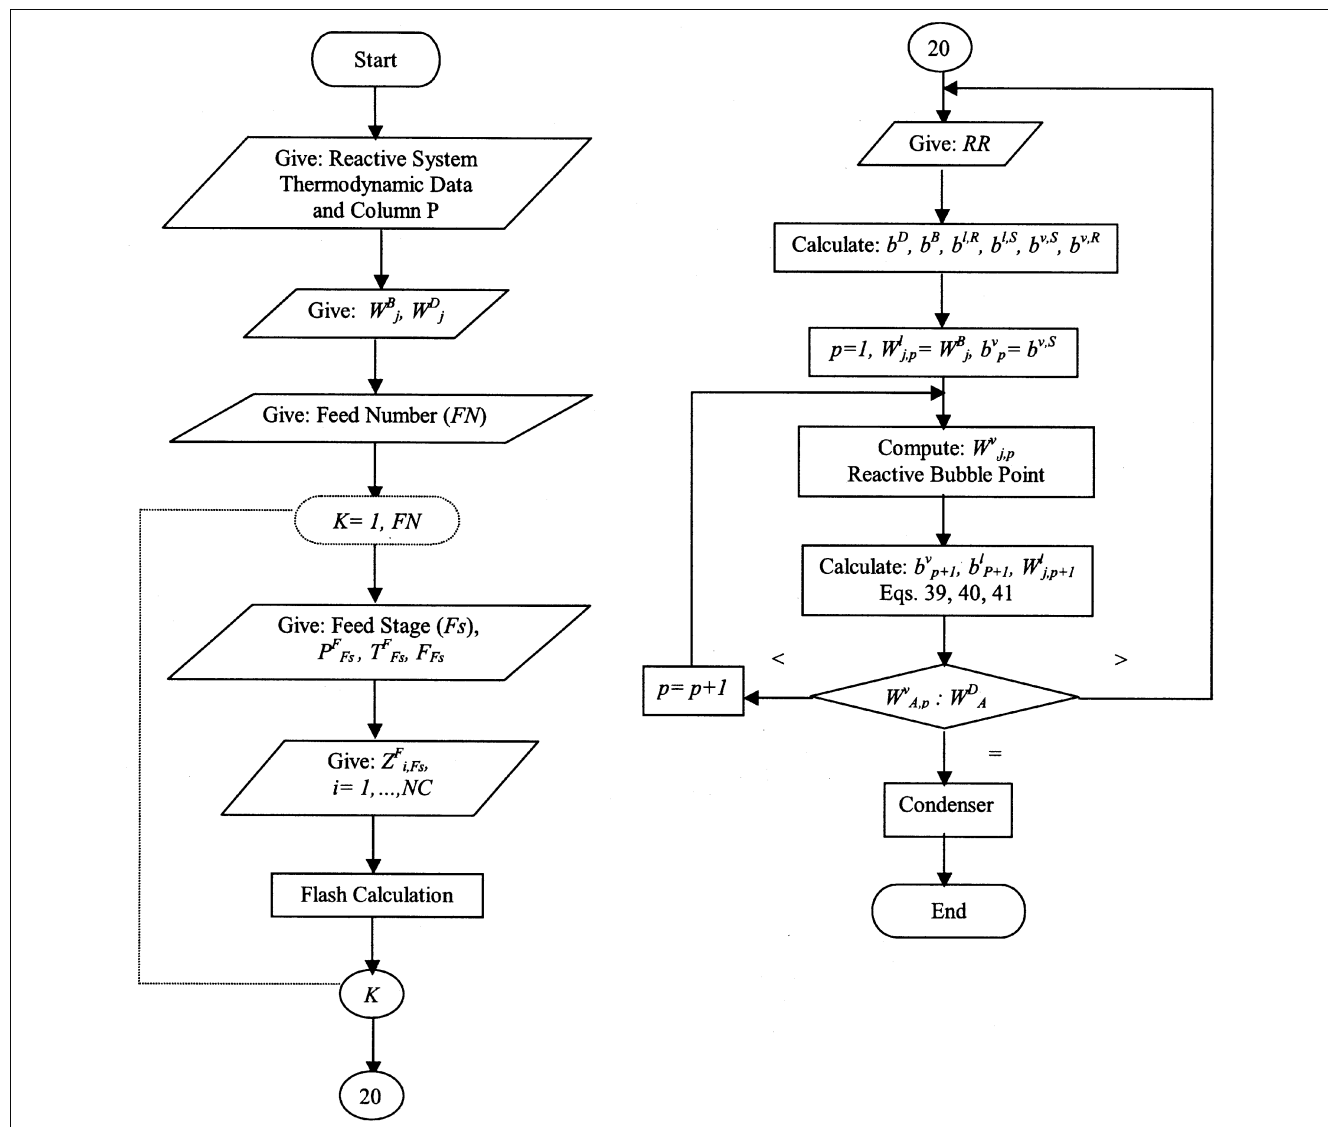 Start
Give: Reactive System
Thermodynamic Data
and Column P
Give: W^B_j, W^D_j
Give: Feed Number (FN)
K= 1, FN
Give: Feed Stage (Fs),
P^F_Fs, T^F_Fs, F_Fs
Give: Z^F_i,Fs,
i= 1,...,NC
Flash Calculation
K
20
20
Give: RR
Calculate: b^D, b^B, b^l,R, b^l,S, b^v,S, b^v,R
p=1, W^l_j,p= W^B_j, b^v_p= b^v,S
Compute: W^v_j,p
Reactive Bubble Point
Calculate: b^v_p+1, b^l_P+1, W^l_j,p+1
Eqs. 39, 40, 41
<
>
p= p+1
W^v_A,p : W^D_A
=
Condenser
End